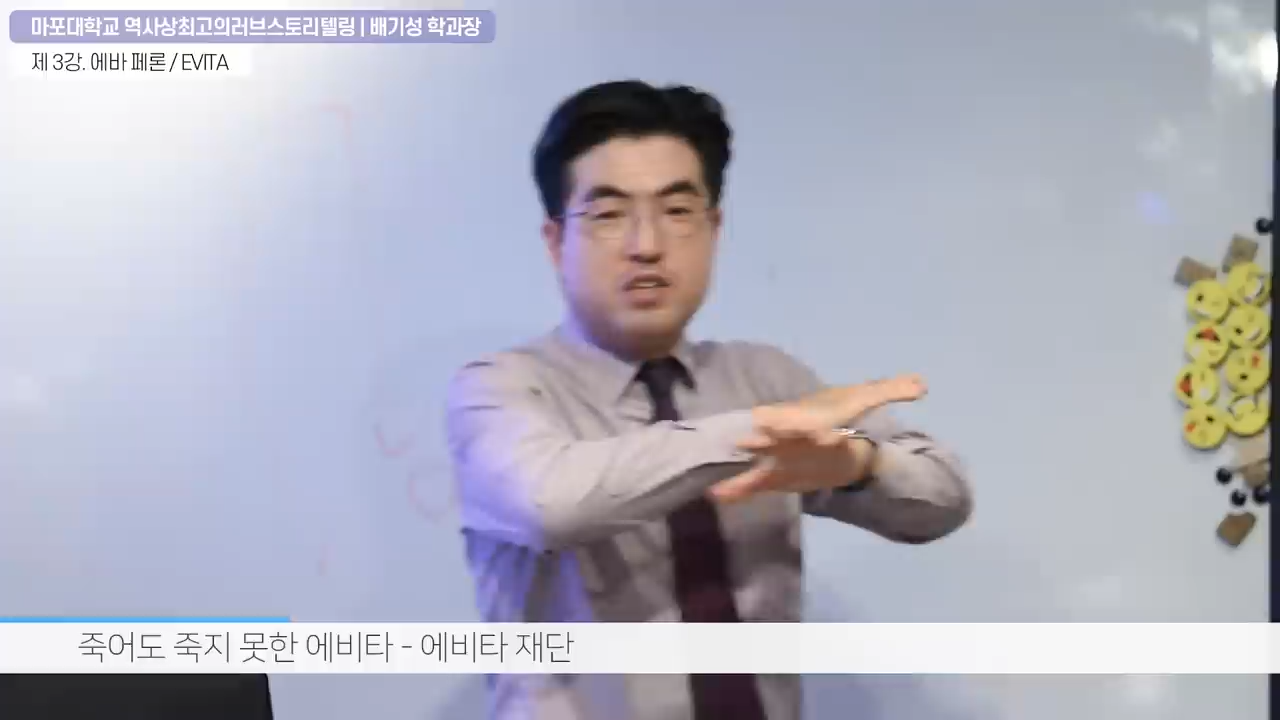 마포대학교 역사상최고의러브스토리텔링 | 배기성 학과장
제 3강. 에바 페론 / EVITA
죽어도 죽지 못한 에비타 - 에비타 재단